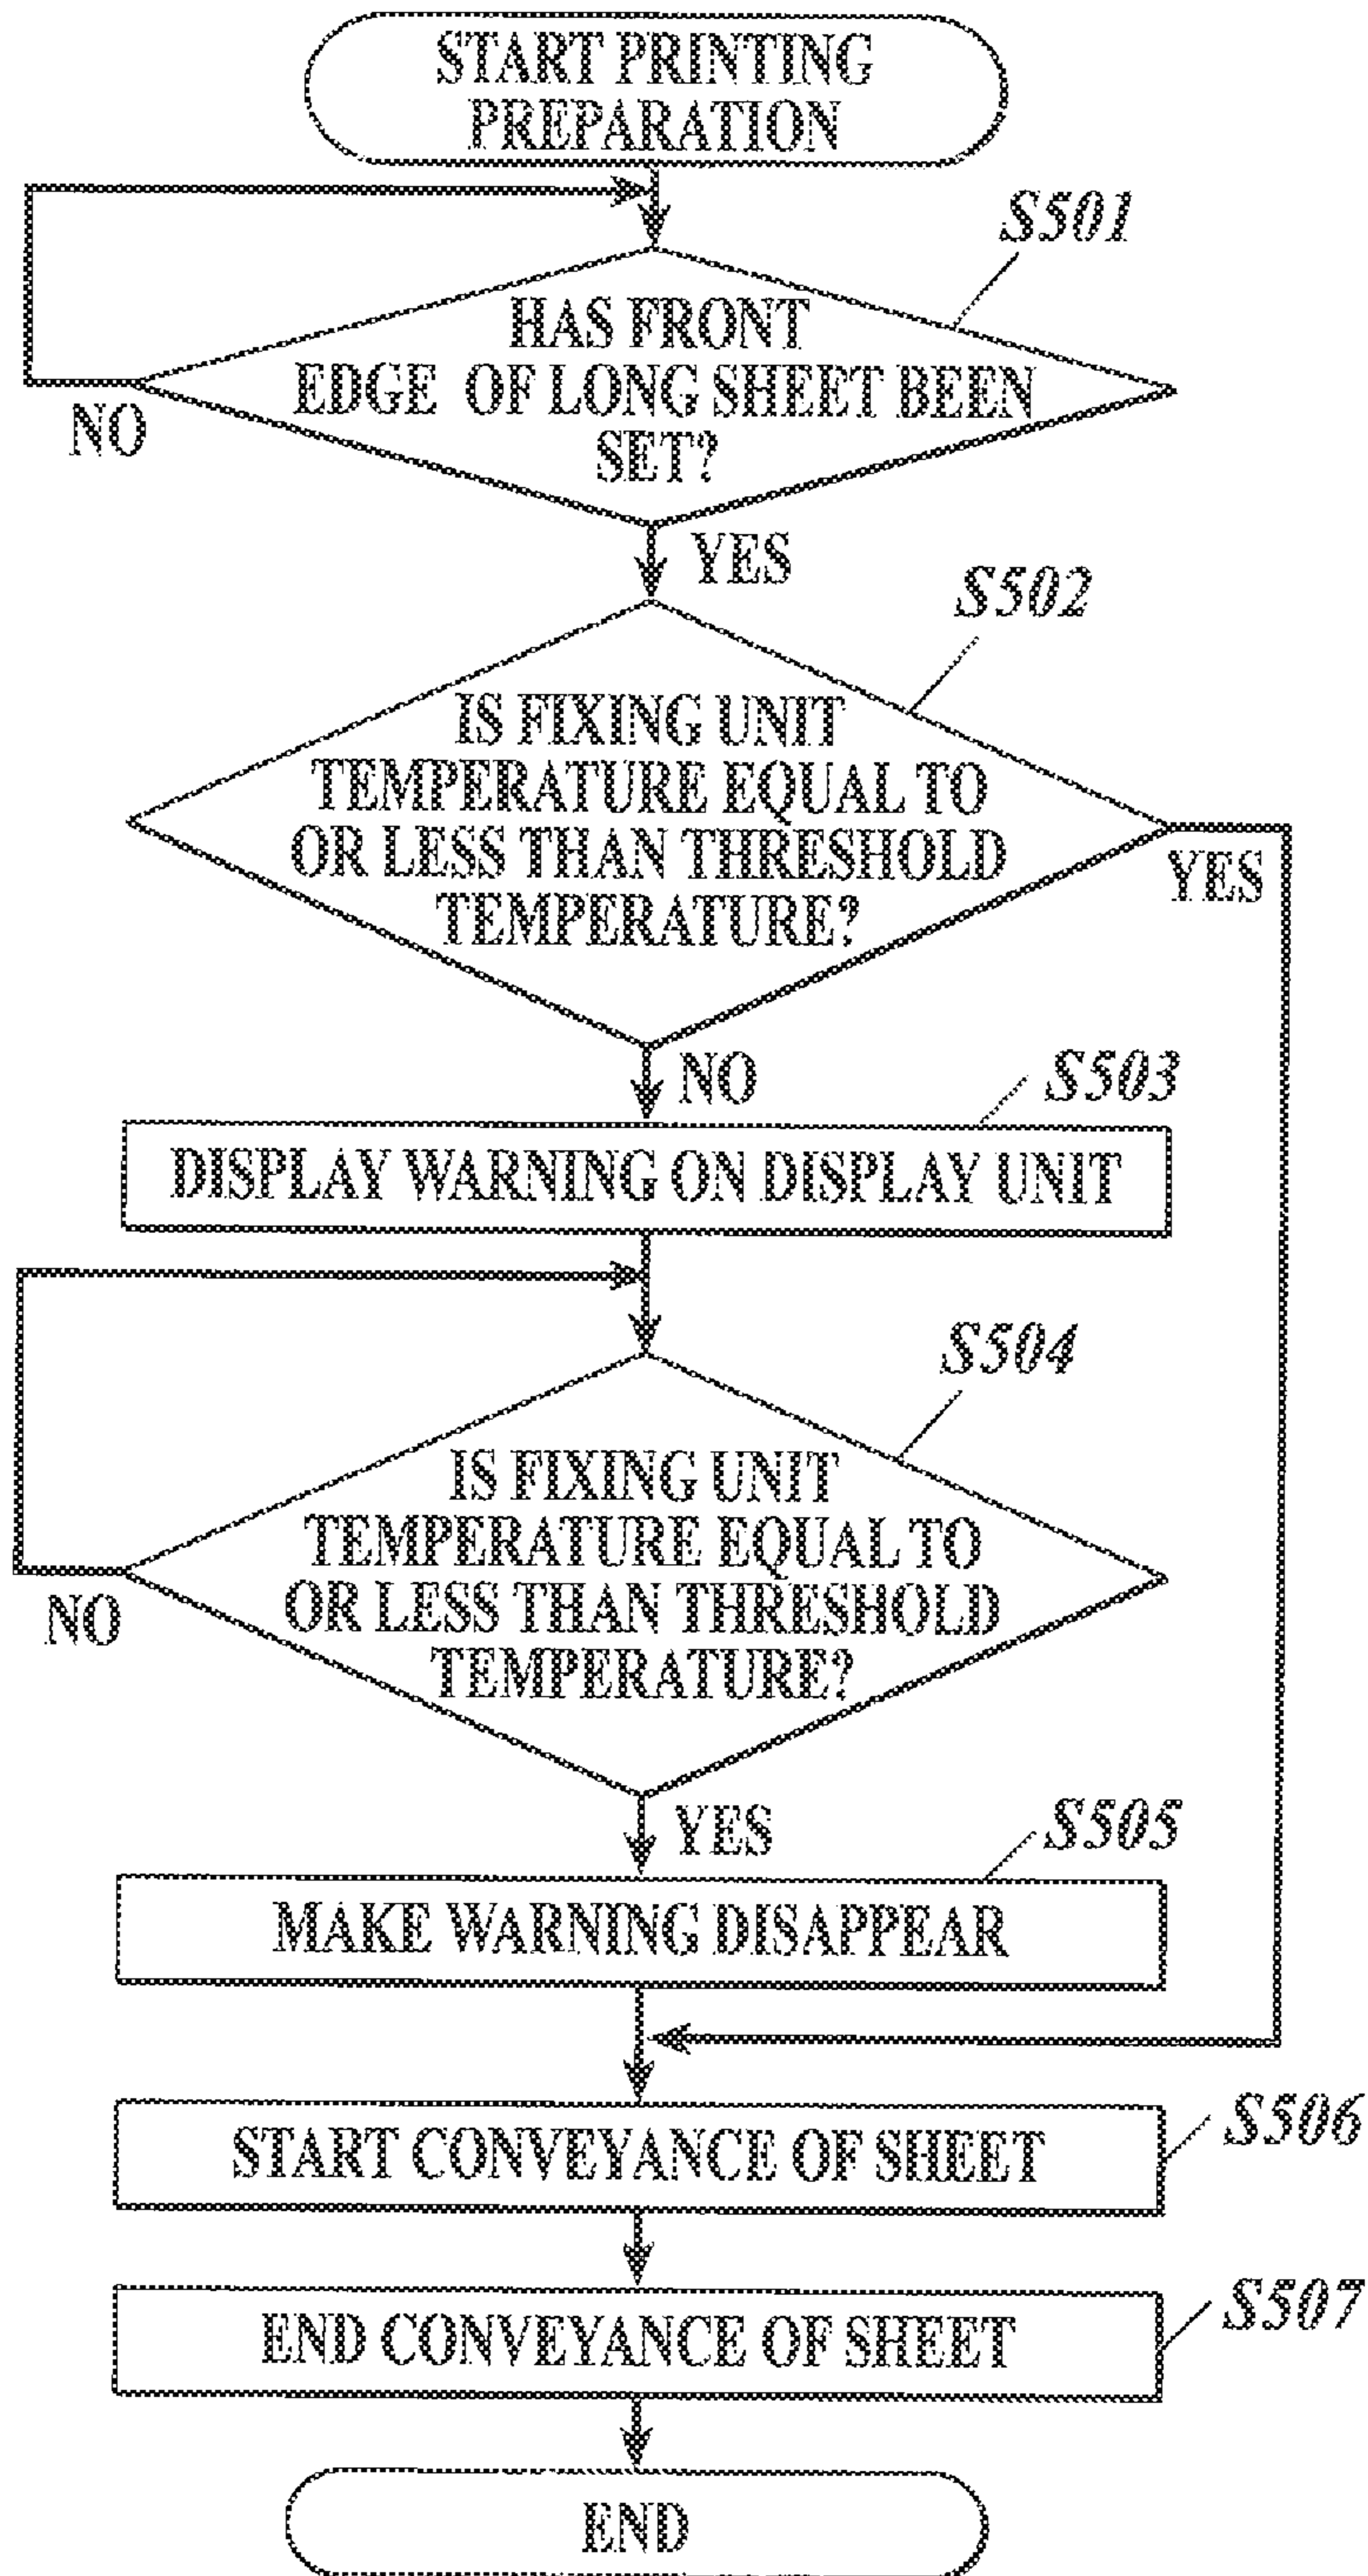 START PRINTING
PREPARATION
S501
HAS FRONT
EDGE OF LONG SHEET BEEN
SET?
NO
YES
S502
IS FIXING UNIT
TEMPERATURE EQUAL TO
OR LESS THAN THRESHOLD
TEMPERATURE?
YES
NO
S503
DISPLAY WARNING ON DISPLAY UNIT
S504
IS FIXING UNIT
TEMPERATURE EQUAL TO
OR LESS THAN THRESHOLD
TEMPERATURE?
NO
YES
S505
MAKE WARNING DISAPPEAR
S506
START CONVEYANCE OF SHEET
S507
END CONVEYANCE OF SHEET
END